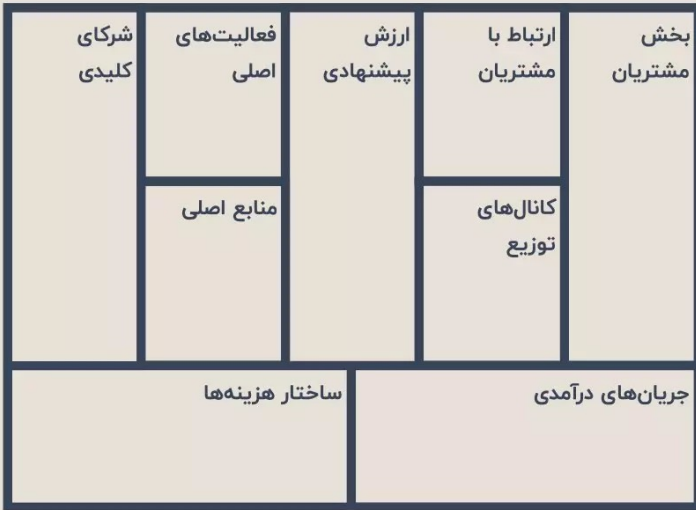 بخش
مشتریان
ارتباط با
مشتریان
کانال‌های
توزیع
ارزش
پیشنهادی
فعالیت‌های
اصلی
منابع اصلی
شرکای
کلیدی
جریان‌های درآمدی
ساختار هزینه‌ها